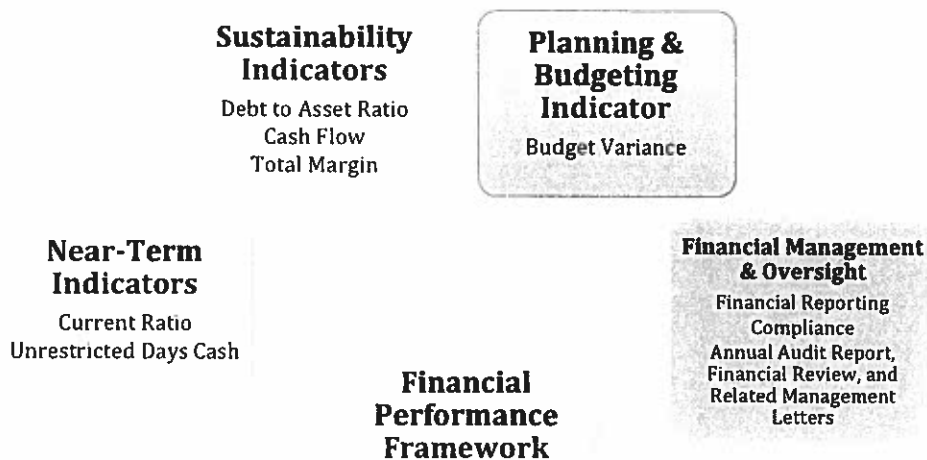 Sustainability
Indicators
Debt to Asset Ratio
Cash Flow
Total Margin
Planning &
Budgeting
Indicator
Budget Variance
Near-Term
Indicators
Current Ratio
Unrestricted Days Cash
Financial Management
& Oversight
Financial Reporting
Compliance
Annual Audit Report,
Financial Review, and
Related Management
Letters
Financial
Performance
Framework